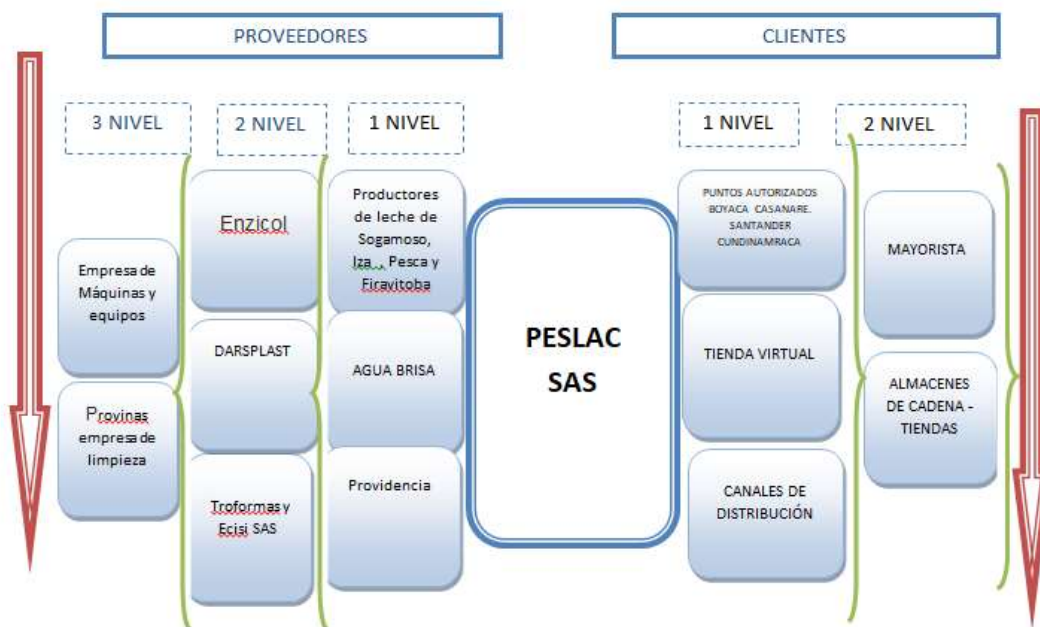 PROVEEDORES
CLIENTES
3 NIVEL
2 NIVEL
1 NIVEL
1 NIVEL
2 NIVEL
Empresa de
Máquinas y
equipos
Provinas
empresa de
limpieza
Enzicol
DARSPLAST
Troformas y
Ecisi SAS
Productores
de leche de
Sogamoso,
Iza ., Pesca y
Firavitoba
AGUA BRISA
Providencia
PESLAC
SAS
PUNTOS AUTORIZADOS
BOYACA CASANARE.
SANTANDER
CUNDINAMRACA
TIENDA VIRTUAL
CANALES DE
DISTRIBUCIÓN
MAYORISTA
ALMACENES
DE CADENA -
TIENDAS